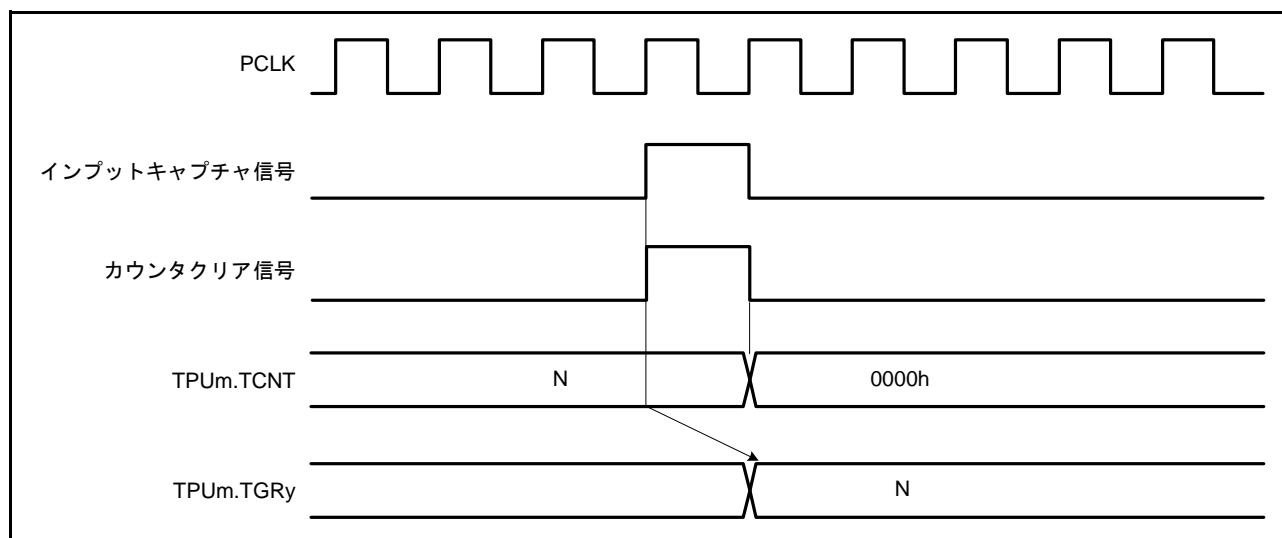 PCLK
インプットキャプチャ信号
カウンタクリア信号
TPUm.TCNT
N
0000h
TPUm.TGRy
N